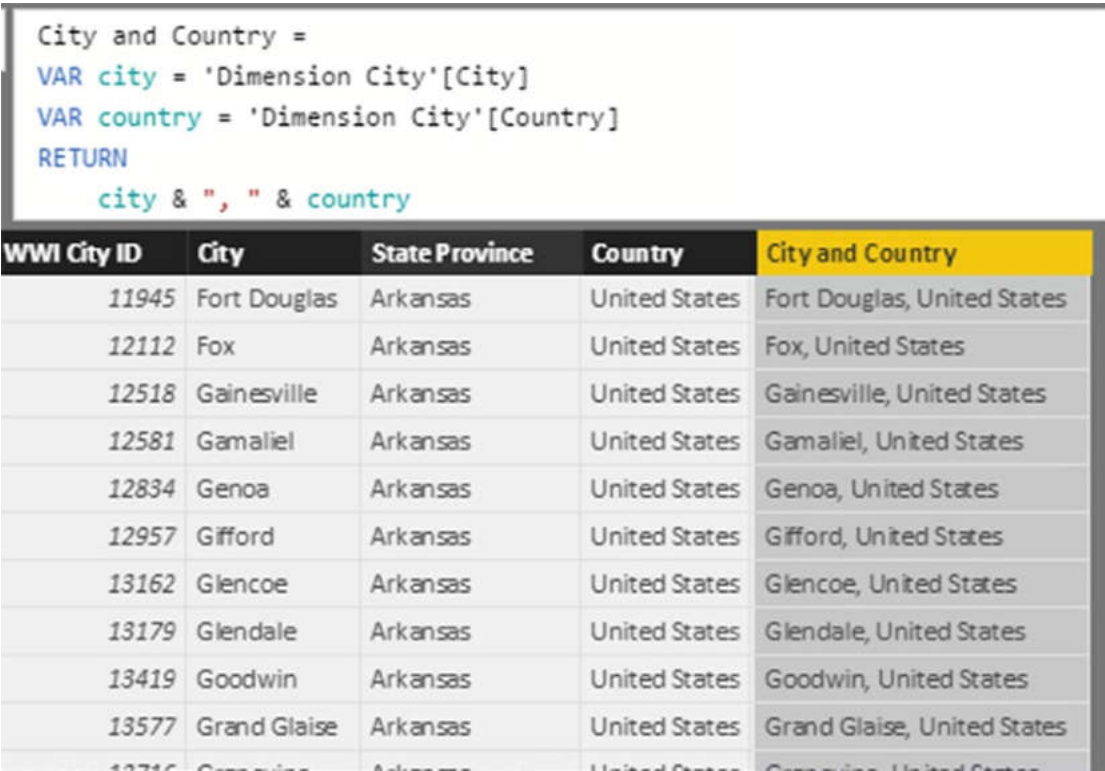 City and Country =
VAR city = 'Dimension City'[City]
VAR country = 'Dimension City'[Country]
RETURN
city & ", " & country
WWI City ID City State Province Country City and Country
11945 Fort Douglas Arkansas United States Fort Douglas, United States
12112 Fox Arkansas United States Fox, United States
12518 Gainesville Arkansas United States Gainesville, United States
12581 Gamaliel Arkansas United States Gamaliel, United States
12834 Genoa Arkansas United States Genoa, United States
12957 Gifford Arkansas United States Gifford, United States
13162 Glencoe Arkansas United States Glencoe, United States
13179 Glendale Arkansas United States Glendale, United States
13419 Goodwin Arkansas United States Goodwin, United States
13577 Grand Glaise Arkansas United States Grand Glaise, United States